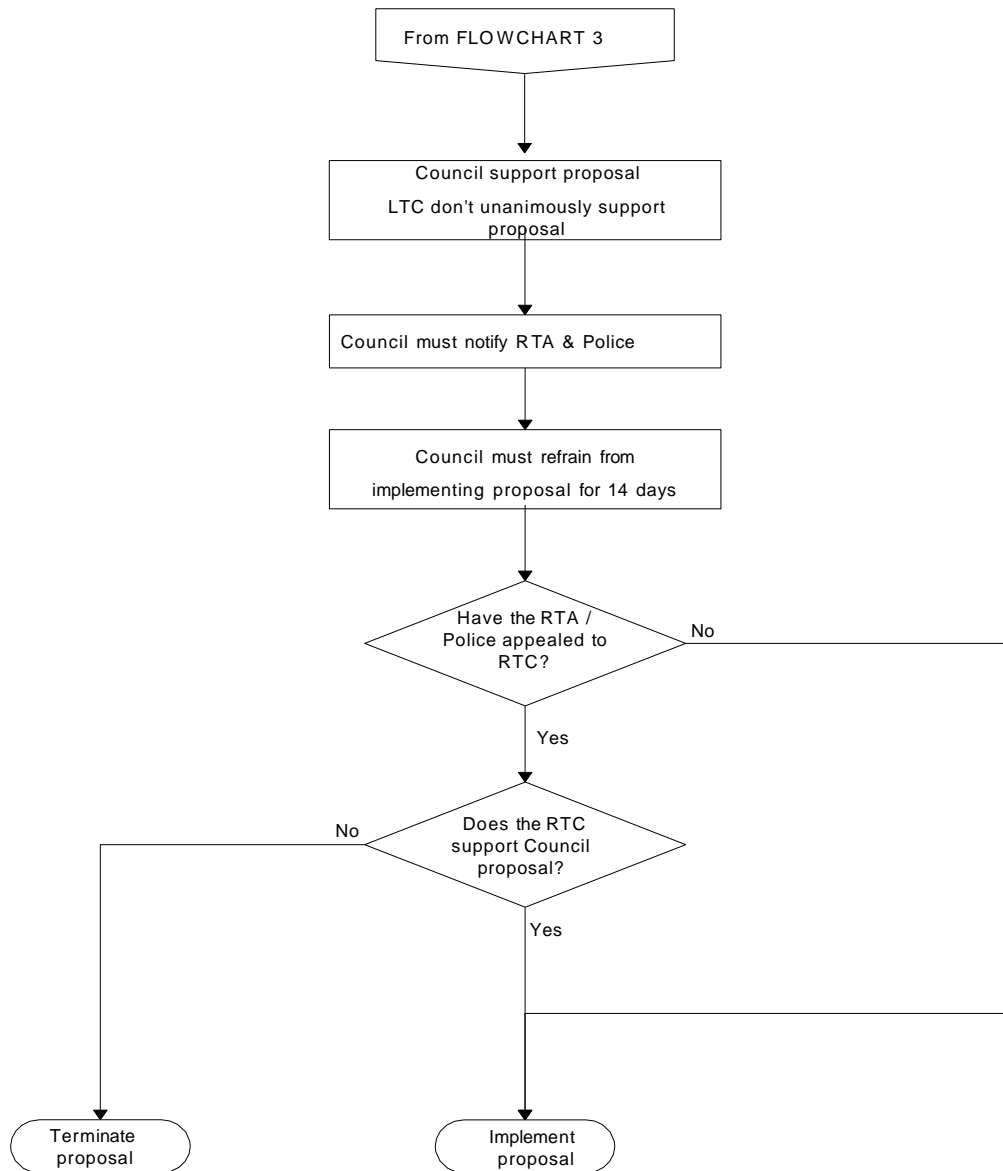 From FLOWCHART 3
Council support proposal
LTC don't unanimously support
proposal
Council must notify RTA & Police
Council must refrain from
implementing proposal for 14 days
Have the RTA /
Police appealed to
RTC?
No
Yes
Does the RTC
support Council
proposal?
No
Yes
Terminate
proposal
Implement
proposal